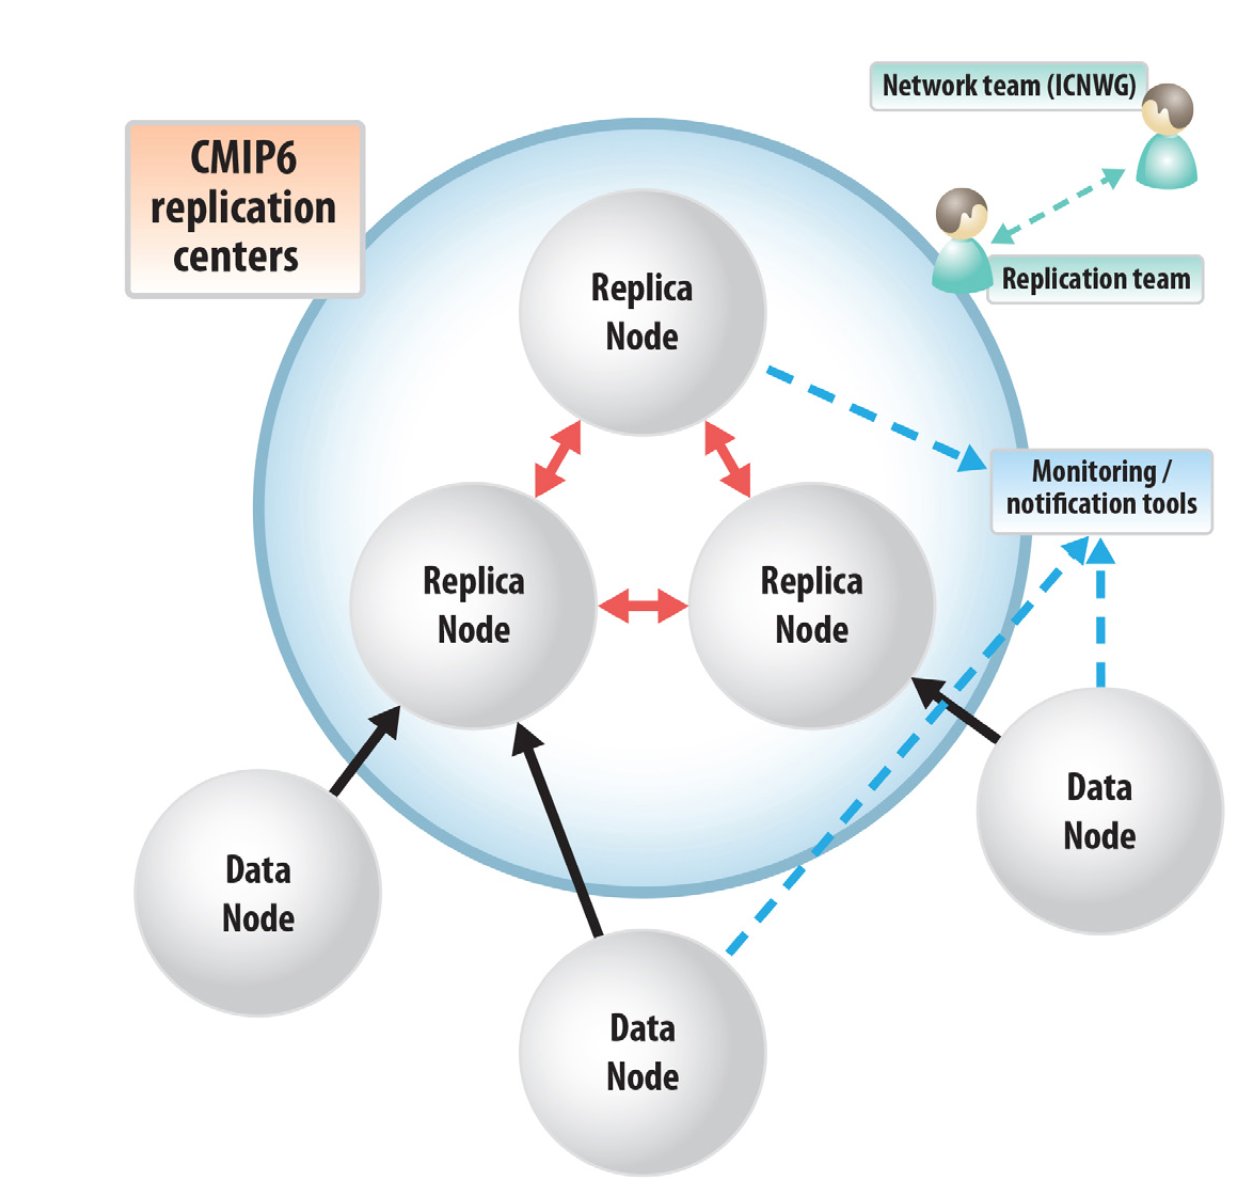 Network team (ICNWG)
CMIP6
replication
centers
Replication team
Replica
Node
Monitoring /
notification tools
Replica
Node
Replica
Node
Data
Node
Data
Node
Data
Node